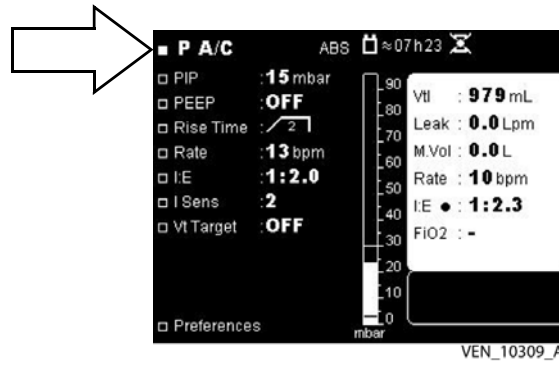 P A/C ABS ≈07h23
PIP :15 mbar
PEEP :OFF
Rise Time : 2
Rate :13 bpm
I:E :1:2.0
I Sens :2
Vt Target :OFF
Preferences
90
80
70
60
50
40
30
20
10
0
mbar
VtI : 979 mL
Leak : 0.0 Lpm
M.Vol : 0.0 L
Rate : 10 bpm
I:E ● : 1:2.3
FiO2 : -
VEN_10309_A